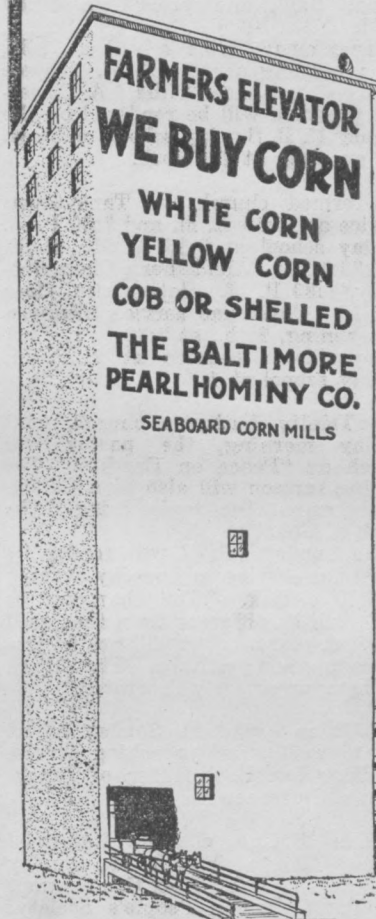 FARMERS ELEVATOR
WE BUY CORN
WHITE CORN
YELLOW CORN
COB OR SHELLED
THE BALTIMORE
PEARL HOMINY CO.
SEABOARD CORN MILLS